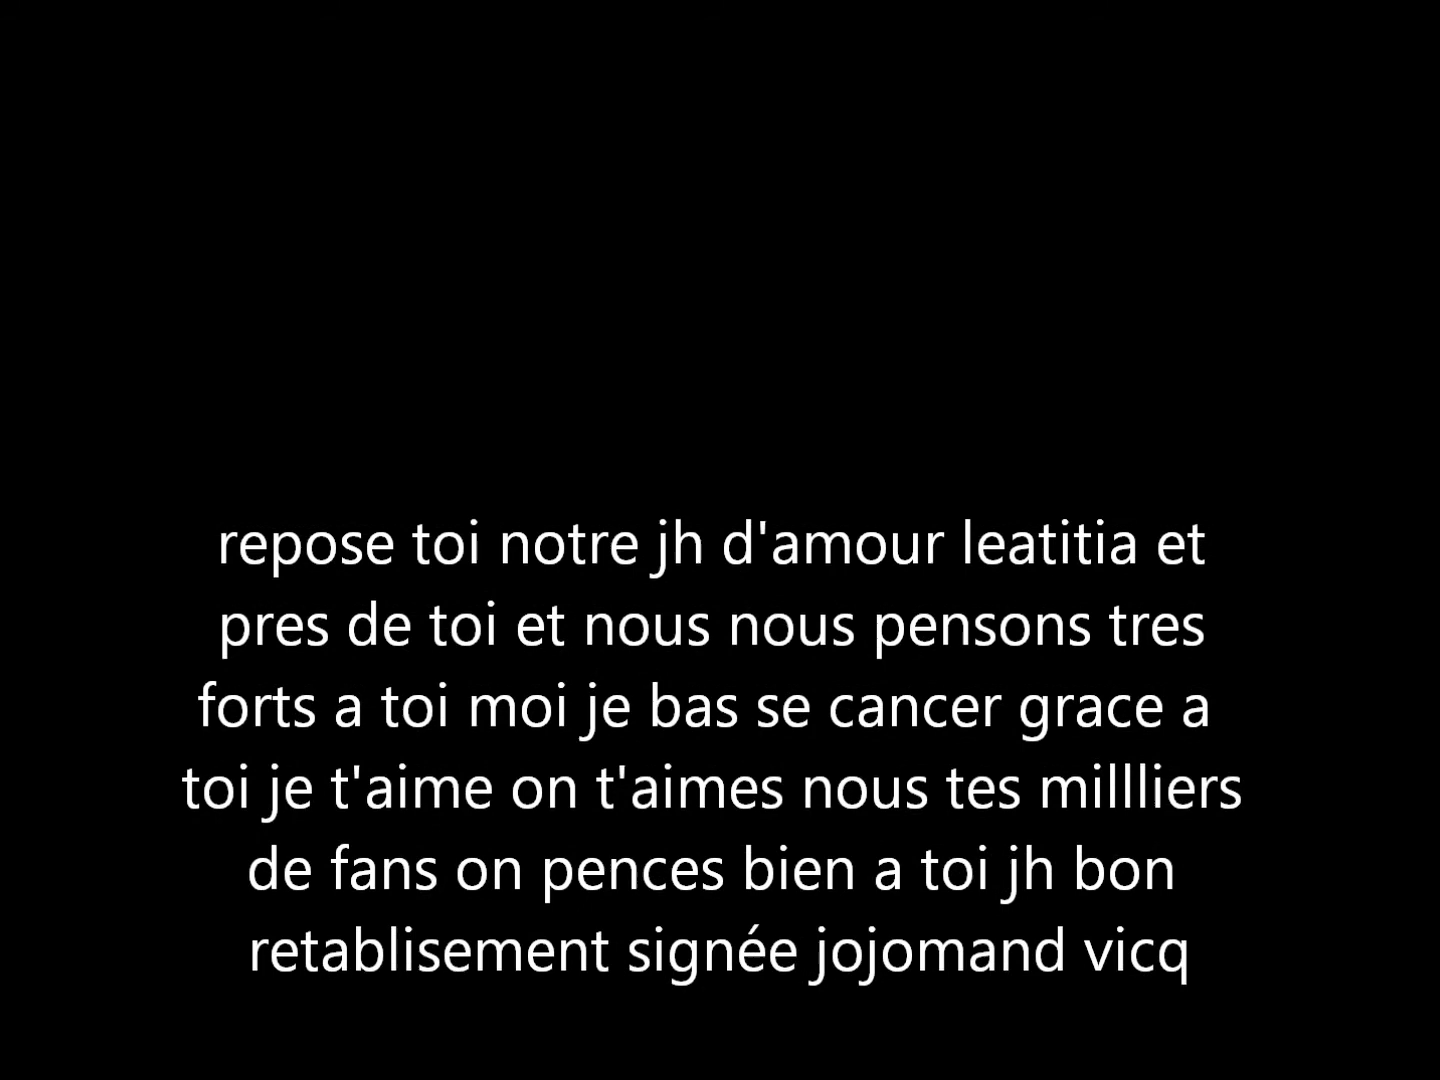 repose toi notre jh d'amour leatitia et
pres de toi et nous nous pensons tres
forts a toi moi je bas se cancer grace a
toi je t'aime on t'aimes nous tes millliers
de fans on pences bien a toi jh bon
retablisement signée jojomand vicq